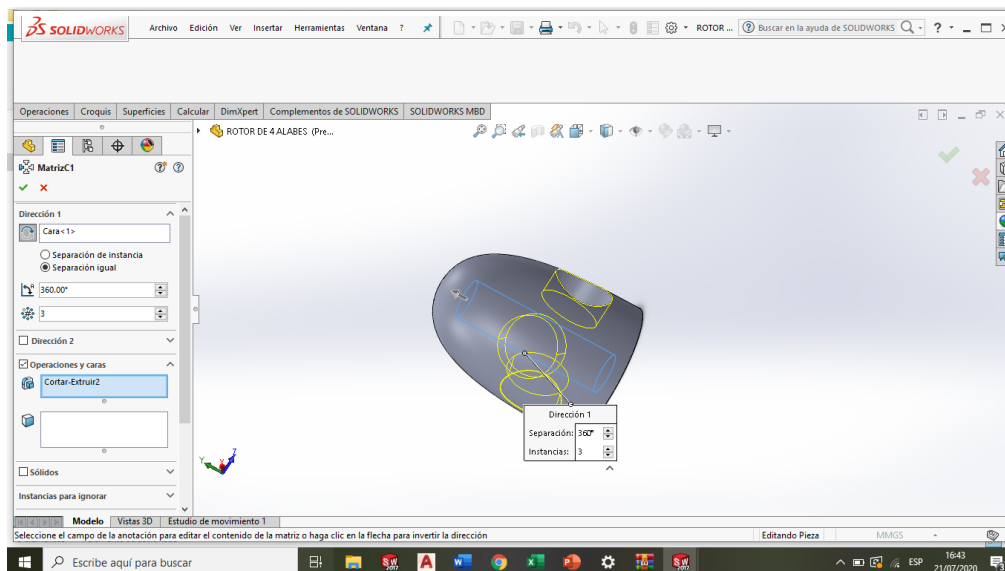 SOLIDWORKS Archivo Edición Ver Insertar Herramientas Ventana ? ROTOR ... Buscar en la ayuda de SOLIDWORKS ?
Operaciones Croquis Superficies Calcular DimXpert Complementos de SOLIDWORKS SOLIDWORKS MBD
ROTOR DE 4 ALABES (Pre...
MatrizC1
Dirección 1
Cara<1>
Separación de instancia
Separación igual
360.00°
3
Dirección 2
Operaciones y caras
Cortar-Extruir2
Sólidos
Instancias para ignorar
Dirección 1
Separación: 360°
Instancias: 3
Y X Z
Modelo Vistas 3D Estudio de movimiento 1
Seleccione el campo de la anotación para editar el contenido de la matriz o haga clic en la flecha para invertir la dirección Editando Pieza MMGS
Escribe aquí para buscar
SW 2017 A W X P SW 2017
ESP
16:43
21/07/2020